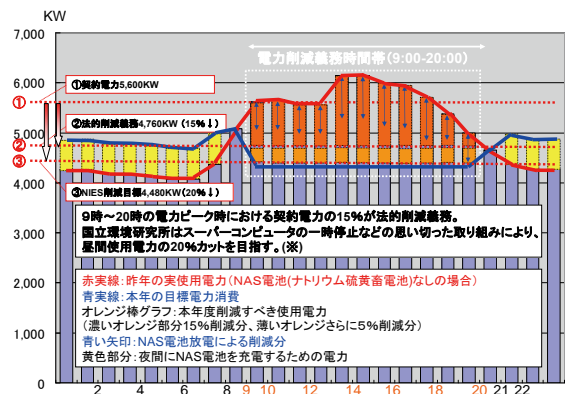 KW
7,000
6,000
5,000
4,000
3,000
2,000
1,000
0
電力削減義務時間帯(9:00-20:00)
①契約電力5,600KW
①
②法的削減義務4,760KW(15%↓)
②
③
③NIES削減目標4,480KW(20%↓)
9時~20時の電力ピーク時における契約電力の15%が法的削減義務。
国立環境研究所はスーパーコンピュータの一時停止などの思い切った取り組みにより、
昼間使用電力の20%カットを目指す。(※)
赤実線:昨年の実使用電力(NAS電池(ナトリウム硫黄蓄電池)なしの場合)
青実線:本年の目標電力消費
オレンジ棒グラフ:本年度削減すべき使用電力
(濃いオレンジ部分15%削減分、薄いオレンジさらに5%削減分)
青い矢印:NAS電池放電による削減分
黄色部分:夜間にNAS電池を充電するための電力
2 4 6 8 9 10 12 14 16 18 20 21 22